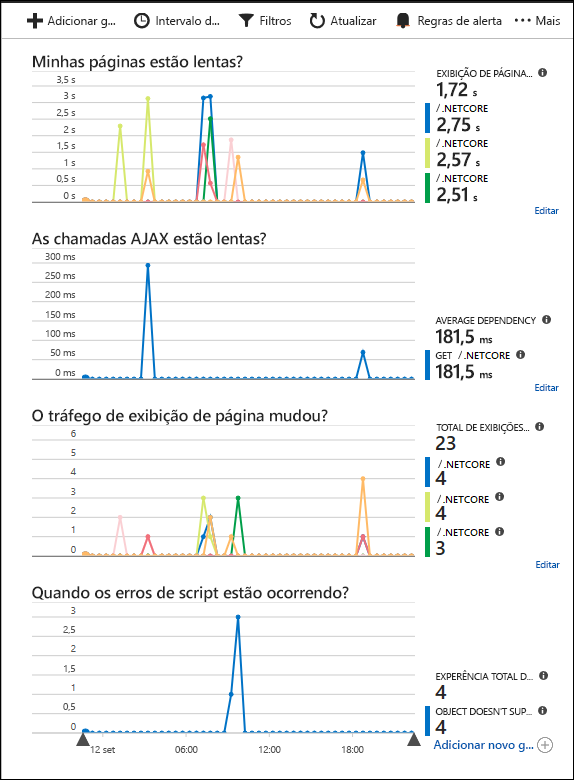 Adicionar g... Intervalo d... Filtros Atualizar Regras de alerta Mais
Minhas páginas estão lentas?
3,5 s
3 s
2,5 s
2 s
1,5 s
1 s
0,5 s
0 s
EXIBIÇÃO DE PÁGINA...
1,72 s
/ .NETCORE
2,75 s
/ .NETCORE
2,57 s
/ .NETCORE
2,51 s
Editar
As chamadas AJAX estão lentas?
300 ms
250 ms
200 ms
150 ms
100 ms
50 ms
0 ms
AVERAGE DEPENDENCY
181,5 ms
GET / .NETCORE
181,5 ms
Editar
O tráfego de exibição de página mudou?
6
5
4
3
2
1
0
TOTAL DE EXIBIÇÕES...
23
/ .NETCORE
4
/ .NETCORE
4
/ .NETCORE
3
Editar
Quando os erros de script estão ocorrendo?
3
2,5
2
1,5
1
0,5
0
12 set 06:00 12:00 18:00
EXPERÊNCIA TOTAL D...
4
OBJECT DOESN'T SUP...
4
Adicionar novo g...